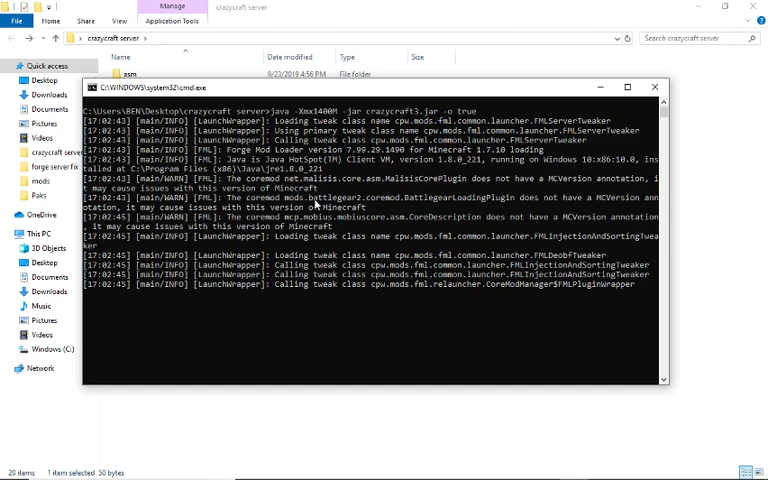 Manage
crazycraft server
File
Home
Share
View
Application Tools
crazycraft server
Search crazycraft server
Quick access
Desktop
Downloads
Documents
Pictures
Videos
crazycraft server
forge server fix
mods
Paks
OneDrive
This PC
3D Objects
Desktop
Documents
Downloads
Music
Pictures
Videos
Windows (C:)
Network
Name
Date modified
Type
Size
asm
9/23/2019 4:56 PM
File folder
C:\WINDOWS\system32\cmd.exe
C:\Users\BEN\Desktop\crazycraft server>java -Xmx1400M -jar crazycraft3.jar -o true
[17:02:43] [main/INFO] [LaunchWrapper]: Loading tweak class name cpw.mods.fml.common.launcher.FMLServerTweaker
[17:02:43] [main/INFO] [LaunchWrapper]: Using primary tweak class name cpw.mods.fml.common.launcher.FMLServerTweaker
[17:02:43] [main/INFO] [LaunchWrapper]: Calling tweak class cpw.mods.fml.common.launcher.FMLServerTweaker
[17:02:43] [main/INFO] [FML]: Forge Mod Loader version 7.99.29.1490 for Minecraft 1.7.10 loading
[17:02:43] [main/INFO] [FML]: Java is Java HotSpot(TM) Client VM, version 1.8.0_221, running on Windows 10:x86:10.0, ins
talled at C:\Program Files (x86)\Java\jre1.8.0_221
[17:02:43] [main/WARN] [FML]: The coremod net.malisis.core.asm.MalisisCorePlugin does not have a MCVersion annotation, i
t may cause issues with this version of Minecraft
[17:02:43] [main/WARN] [FML]: The coremod mods.battlegear2.coremod.BattlegearLoadingPlugin does not have a MCVersion ann
otation, it may cause issues with this version of Minecraft
[17:02:45] [main/WARN] [FML]: The coremod mcp.mobius.mobiuscore.asm.CoreDescription does not have a MCVersion annotation
, it may cause issues with this version of Minecraft
[17:02:45] [main/INFO] [LaunchWrapper]: Loading tweak class name cpw.mods.fml.common.launcher.FMLInjectionAndSortingTwea
ker
[17:02:45] [main/INFO] [LaunchWrapper]: Loading tweak class name cpw.mods.fml.common.launcher.FMLDeobfTweaker
[17:02:45] [main/INFO] [LaunchWrapper]: Calling tweak class cpw.mods.fml.common.launcher.FMLInjectionAndSortingTweaker
[17:02:45] [main/INFO] [LaunchWrapper]: Calling tweak class cpw.mods.fml.common.launcher.FMLInjectionAndSortingTweaker
[17:02:45] [main/INFO] [LaunchWrapper]: Calling tweak class cpw.mods.fml.relauncher.CoreModManager$FMLPluginWrapper
20 items
1 item selected 50 bytes